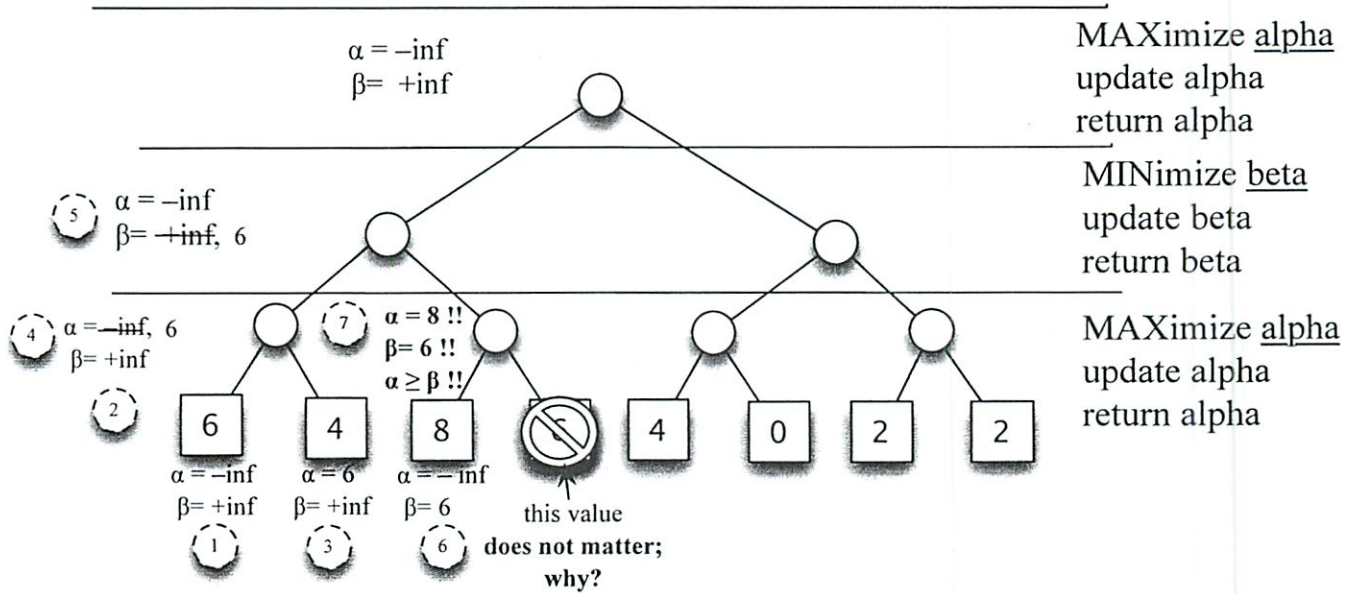 α = –inf
β= +inf
MAXimize alpha
update alpha
return alpha
5
α = –inf
β= +inf, 6
MINimize beta
update beta
return beta
4
α =–inf, 6
β= +inf
7
α = 8 !!
β= 6 !!
α ≥ β !!
MAXimize alpha
update alpha
return alpha
2
6
4
8
4
0
2
2
α = –inf
β= +inf
α = 6
β= +inf
α = – inf
β= 6
this value
does not matter;
why?
1
3
6